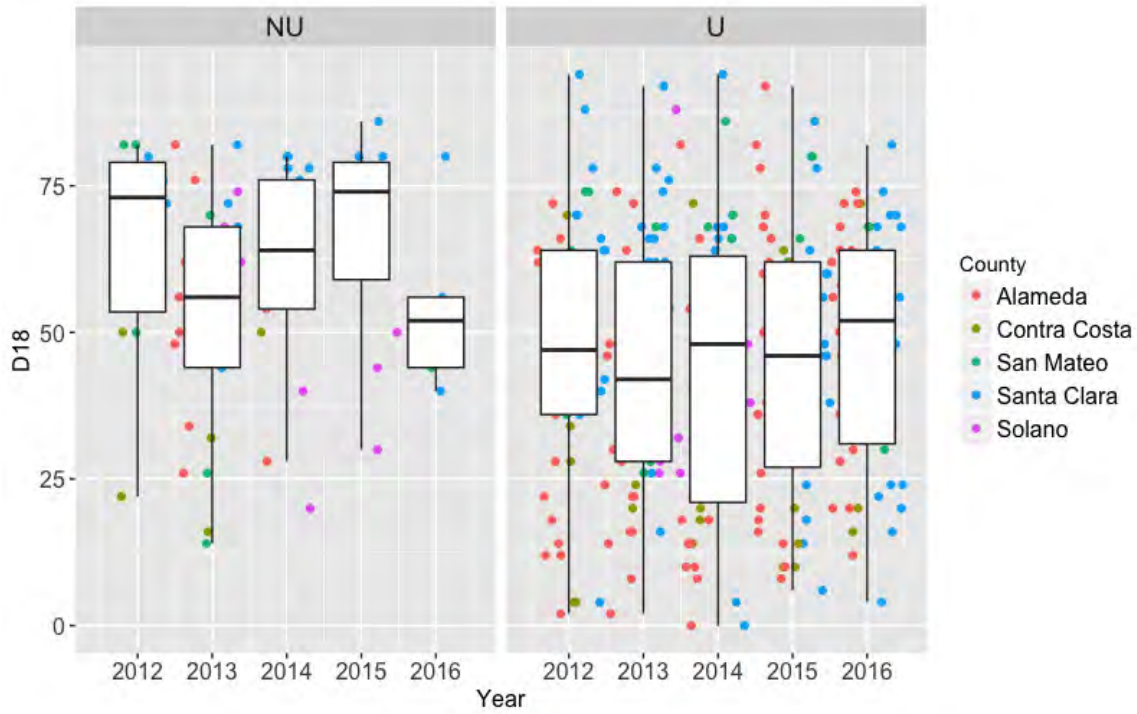 NU
U
75
50
25
0
D18
2012 2013 2014 2015 2016
2012 2013 2014 2015 2016
Year
County
Alameda
Contra Costa
San Mateo
Santa Clara
Solano